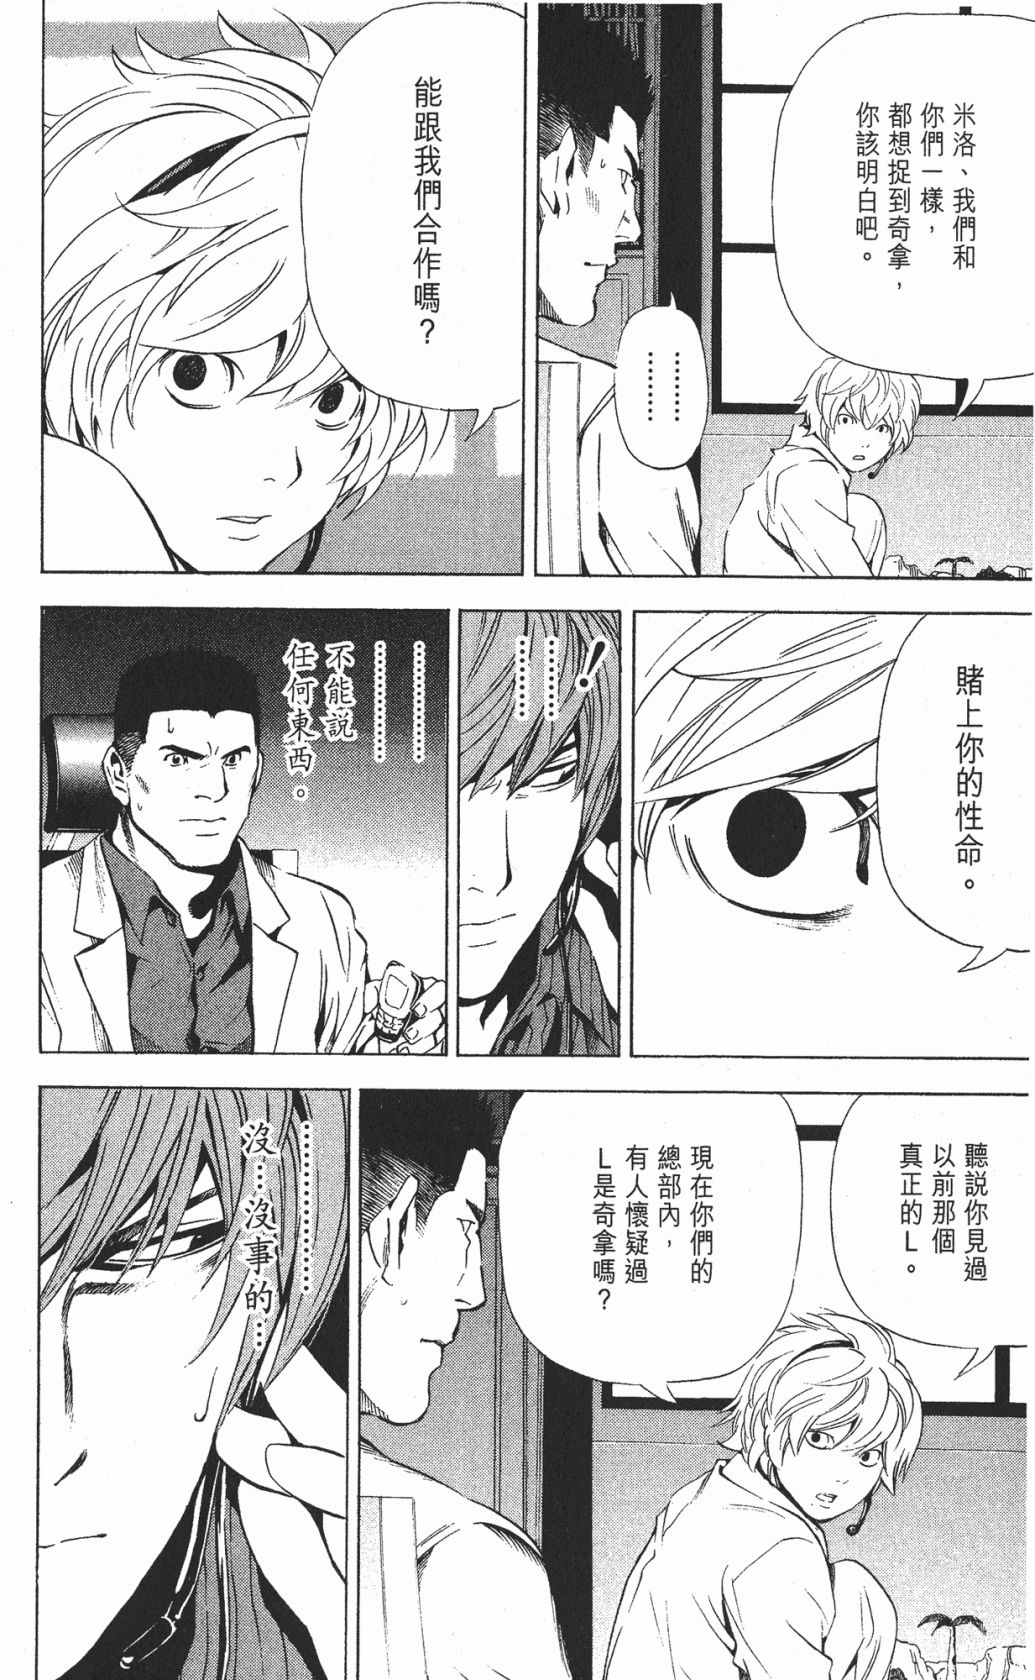 米洛、我們和
你們一樣，
都想捉到奇拿，
你該明白吧。
………
能跟我們合作嗎？
賭上你的性命。
！
………
………
………
………
不能說
任何東西。
聽說你見過
以前那個
真正的L。
現在你們的
總部內，
有人懷疑過
L是奇拿嗎？
………
沒…沒事的…